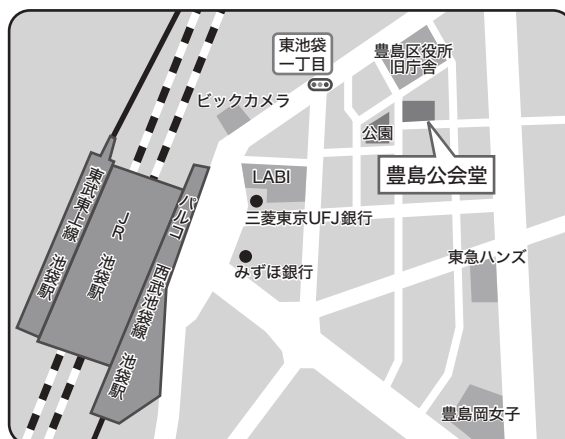 東池袋
一丁目
豊島区役所
旧庁舎
ビックカメラ
公園
豊島公会堂
LABI
三菱東京UFJ銀行
みずほ銀行
東急ハンズ
豊島岡女子
東武東上線 池袋駅
JR 池袋駅
パルコ
西武池袋線 池袋駅